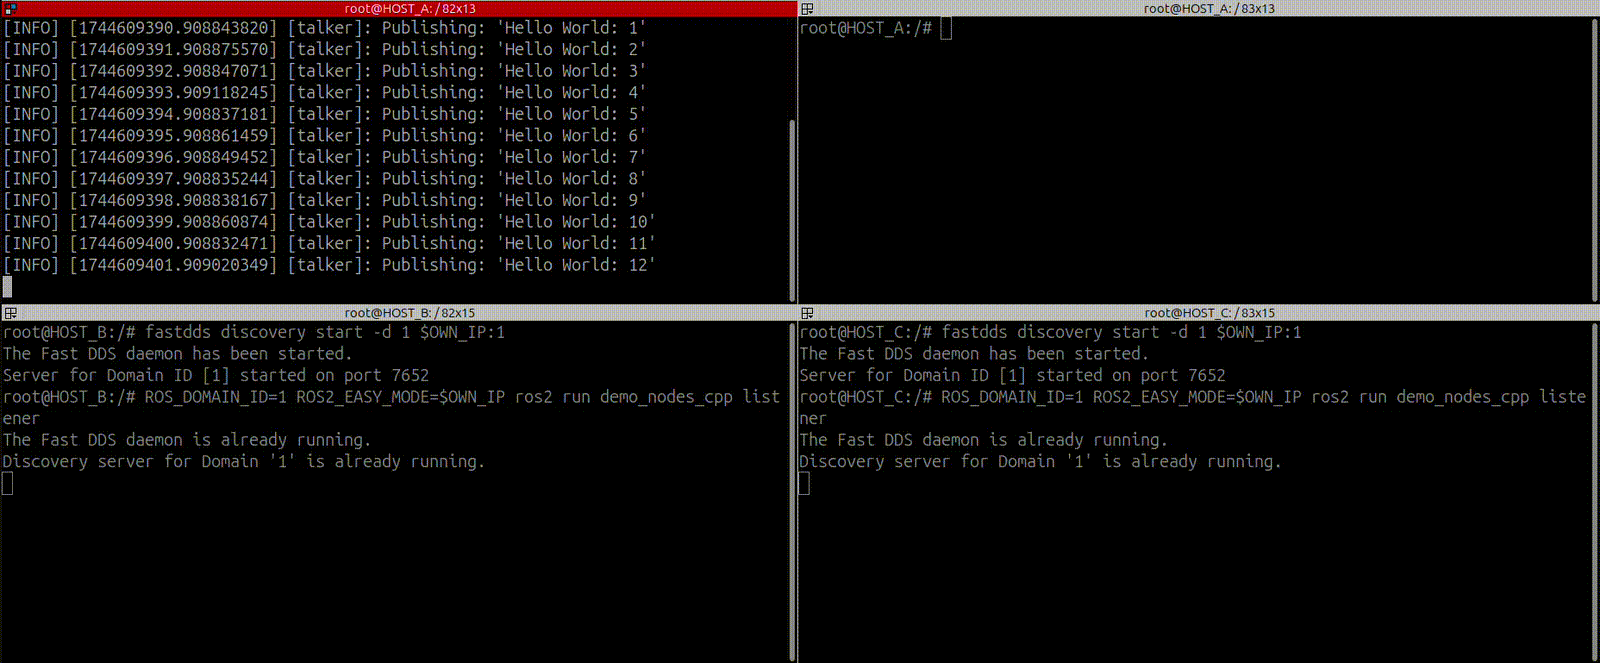 root@HOST_A: / 82x13
[INFO] [1744609390.908843820] [talker]: Publishing: 'Hello World: 1'
[INFO] [1744609391.908875570] [talker]: Publishing: 'Hello World: 2'
[INFO] [1744609392.908847071] [talker]: Publishing: 'Hello World: 3'
[INFO] [1744609393.909118245] [talker]: Publishing: 'Hello World: 4'
[INFO] [1744609394.908837181] [talker]: Publishing: 'Hello World: 5'
[INFO] [1744609395.908861459] [talker]: Publishing: 'Hello World: 6'
[INFO] [1744609396.908849452] [talker]: Publishing: 'Hello World: 7'
[INFO] [1744609397.908835244] [talker]: Publishing: 'Hello World: 8'
[INFO] [1744609398.908838167] [talker]: Publishing: 'Hello World: 9'
[INFO] [1744609399.908860874] [talker]: Publishing: 'Hello World: 10'
[INFO] [1744609400.908832471] [talker]: Publishing: 'Hello World: 11'
[INFO] [1744609401.909020349] [talker]: Publishing: 'Hello World: 12'
root@HOST_A: / 83x13
root@HOST_A:/#
root@HOST_B: / 82x15
root@HOST_B:/# fastdds discovery start -d 1 $OWN_IP:1
The Fast DDS daemon has been started.
Server for Domain ID [1] started on port 7652
root@HOST_B:/# ROS_DOMAIN_ID=1 ROS2_EASY_MODE=$OWN_IP ros2 run demo_nodes_cpp list
ener
The Fast DDS daemon is already running.
Discovery server for Domain '1' is already running.
root@HOST_C: / 83x15
root@HOST_C:/# fastdds discovery start -d 1 $OWN_IP:1
The Fast DDS daemon has been started.
Server for Domain ID [1] started on port 7652
root@HOST_C:/# ROS_DOMAIN_ID=1 ROS2_EASY_MODE=$OWN_IP ros2 run demo_nodes_cpp liste
ner
The Fast DDS daemon is already running.
Discovery server for Domain '1' is already running.